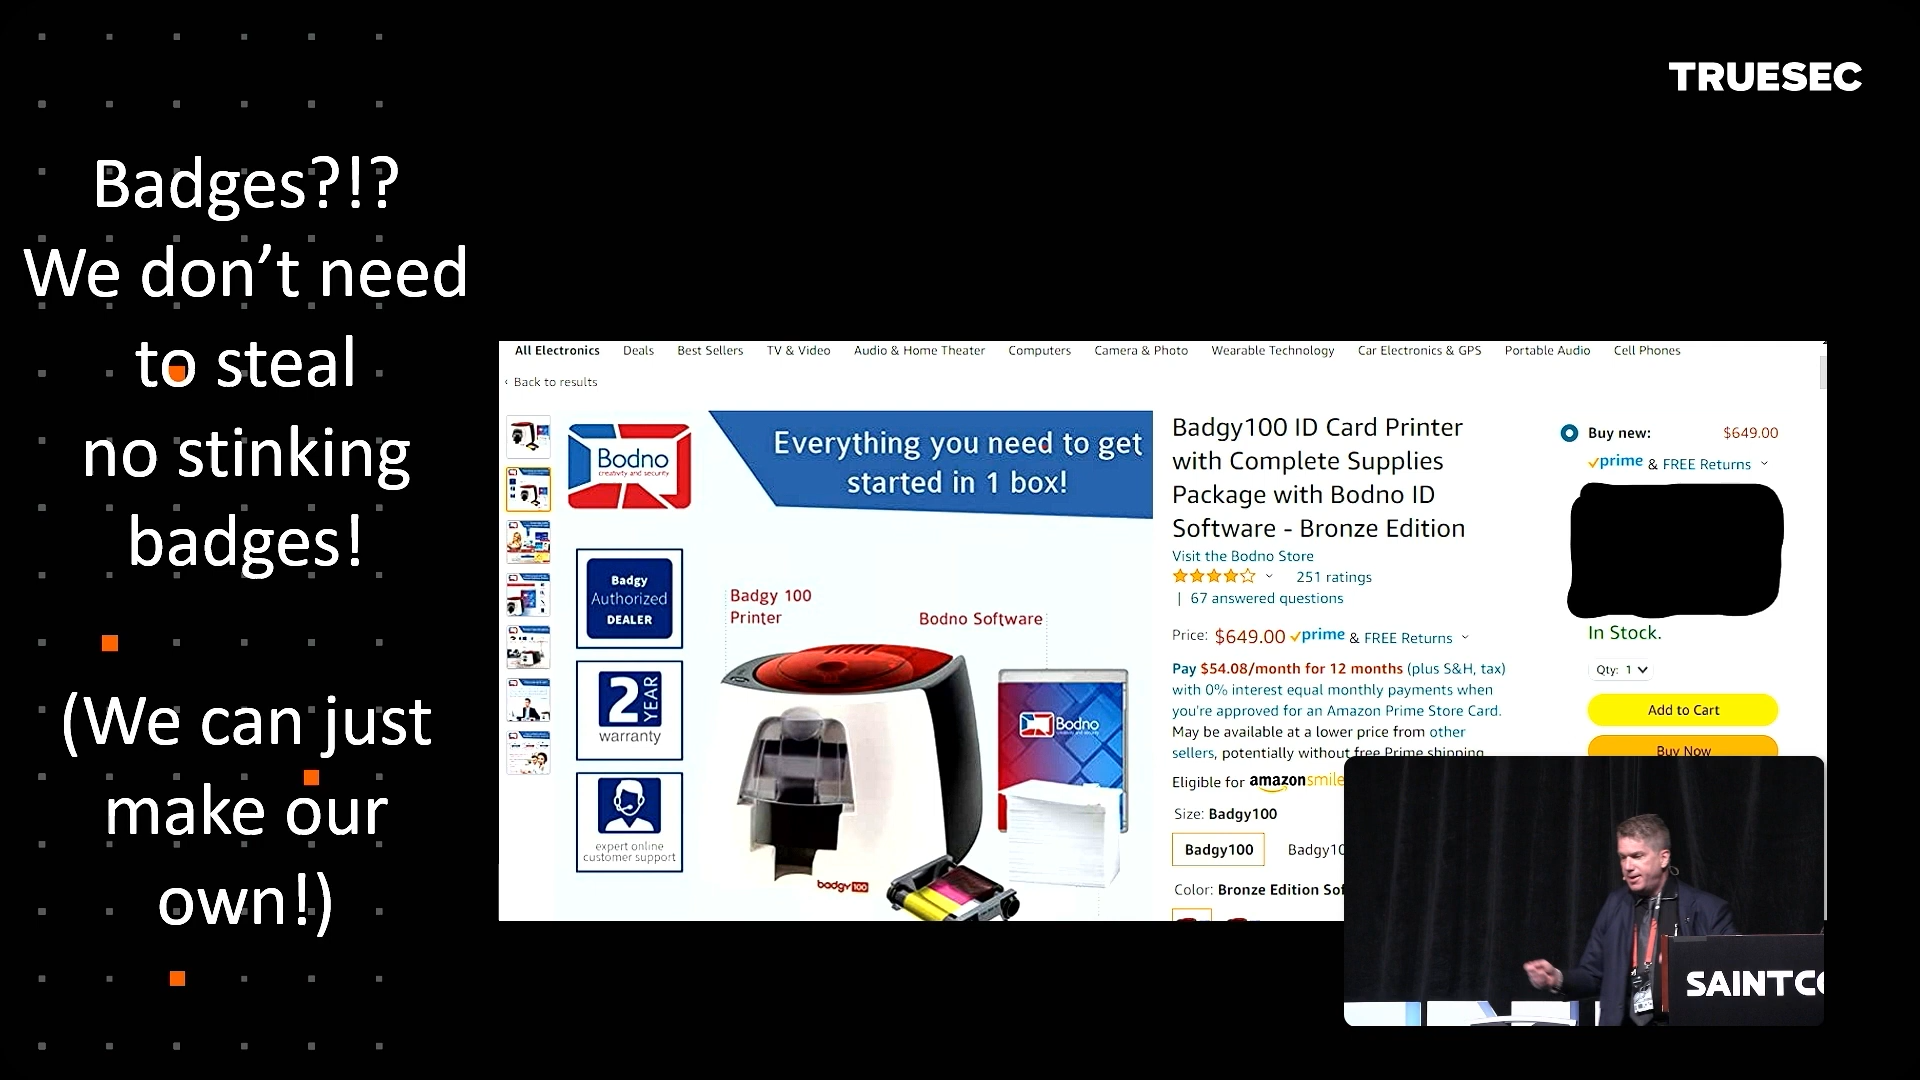 TRUESEC
Badges?!?
We don’t need
to steal
no stinking
badges!
(We can just
make our
own!)
All Electronics Deals Best Sellers TV & Video Audio & Home Theater Computers Camera & Photo Wearable Technology Car Electronics & GPS Portable Audio Cell Phones
‹ Back to results
Bodno
creativity and security
Everything you need to get
started in 1 box!
Badgy
Authorized
DEALER
2 YEAR
warranty
expert online
customer support
Badgy 100
Printer
Bodno Software
Bodno
badgy100
Badgy100 ID Card Printer
with Complete Supplies
Package with Bodno ID
Software - Bronze Edition
Visit the Bodno Store
251 ratings
| 67 answered questions
Price: $649.00 prime & FREE Returns
Pay $54.08/month for 12 months (plus S&H, tax)
with 0% interest equal monthly payments when
you're approved for an Amazon Prime Store Card.
May be available at a lower price from other
sellers, potentially without free Prime shipping
Eligible for amazonsmile
Size: Badgy100
Badgy100 Badgy10
Color: Bronze Edition Sof
Buy new: $649.00
prime & FREE Returns
In Stock.
Qty: 1
Add to Cart
Buy Now
SAINTCO